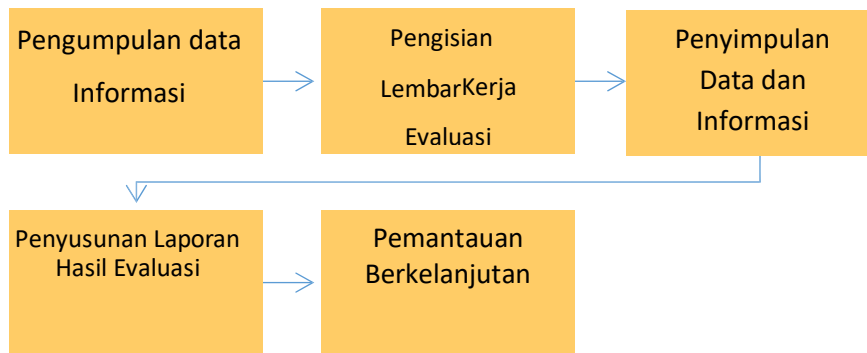 Pengumpulan data
Informasi
Pengisian
LembarKerja
Evaluasi
Penyimpulan
Data dan
Informasi
Penyusunan Laporan
Hasil Evaluasi
Pemantauan
Berkelanjutan